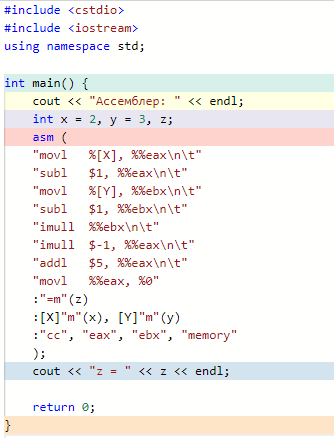 #include <cstdio>
#include <iostream>
using namespace std;
int main() {
cout << "Ассемблер: " << endl;
int x = 2, y = 3, z;
asm (
"movl   %[X], %%eax\n\t"
"subl   $1, %%eax\n\t"
"movl   %[Y], %%ebx\n\t"
"subl   $1, %%ebx\n\t"
"imull  %%ebx\n\t"
"imull  $-1, %%eax\n\t"
"addl   $5, %%eax\n\t"
"movl   %%eax, %0"
:"=m"(z)
:[X]"m"(x), [Y]"m"(y)
:"cc", "eax", "ebx", "memory"
);
cout << "z = " << z << endl;
return 0;
}